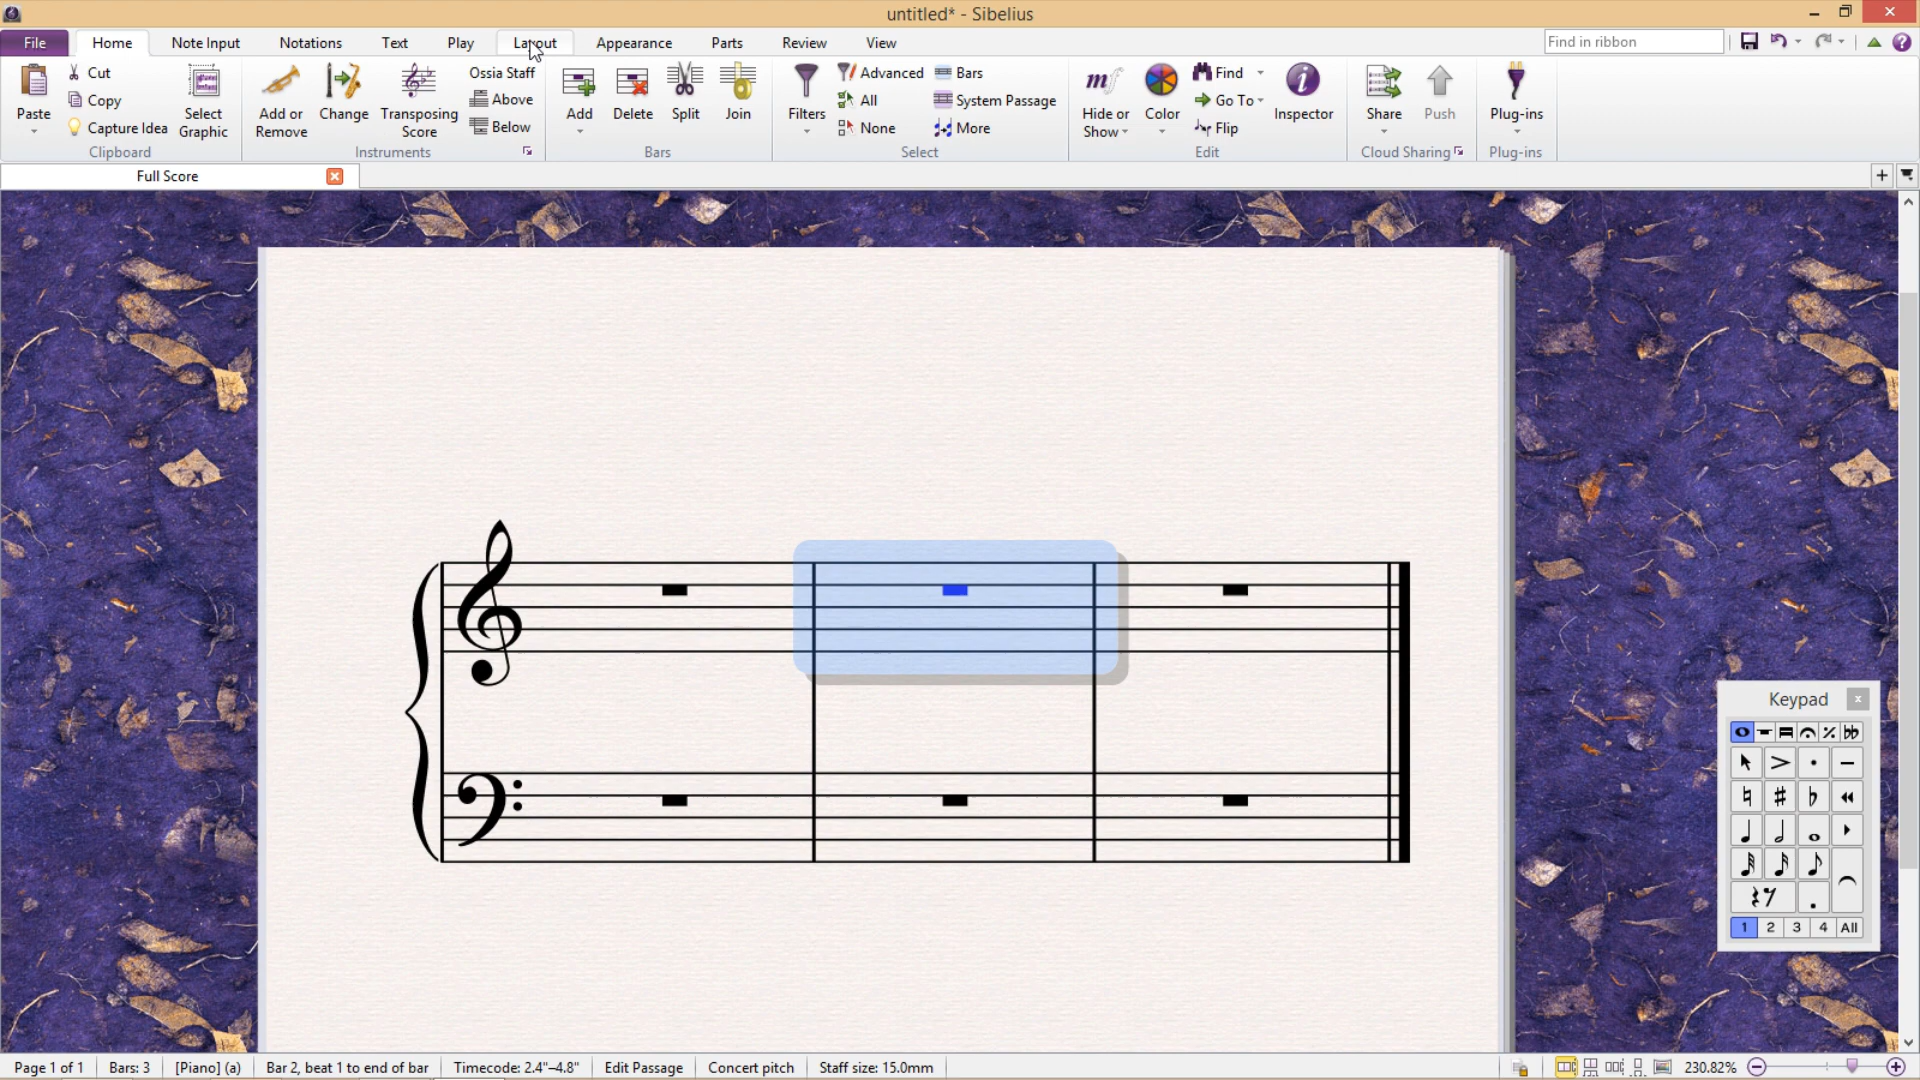 untitled* - Sibelius
File Home Note Input Notations Text Play Layout Appearance Parts Review View Find in ribbon
Paste Cut Copy Capture Idea Select Graphic
Clipboard
Add or Remove Change Transposing Score Ossia Staff Above Below
Instruments
Add Delete Split Join
Bars
Filters Advanced All None Bars System Passage More
Select
Hide or Show Color Find Go To Flip Inspector
Edit
Share Push
Cloud Sharing
Plug-ins
Plug-ins
Full Score
Keypad
1 2 3 4 All
Page 1 of 1 Bars: 3 [Piano] (a) Bar 2, beat 1 to end of bar Timecode: 2.4"–4.8" Edit Passage Concert pitch Staff size: 15.0mm 230.82%